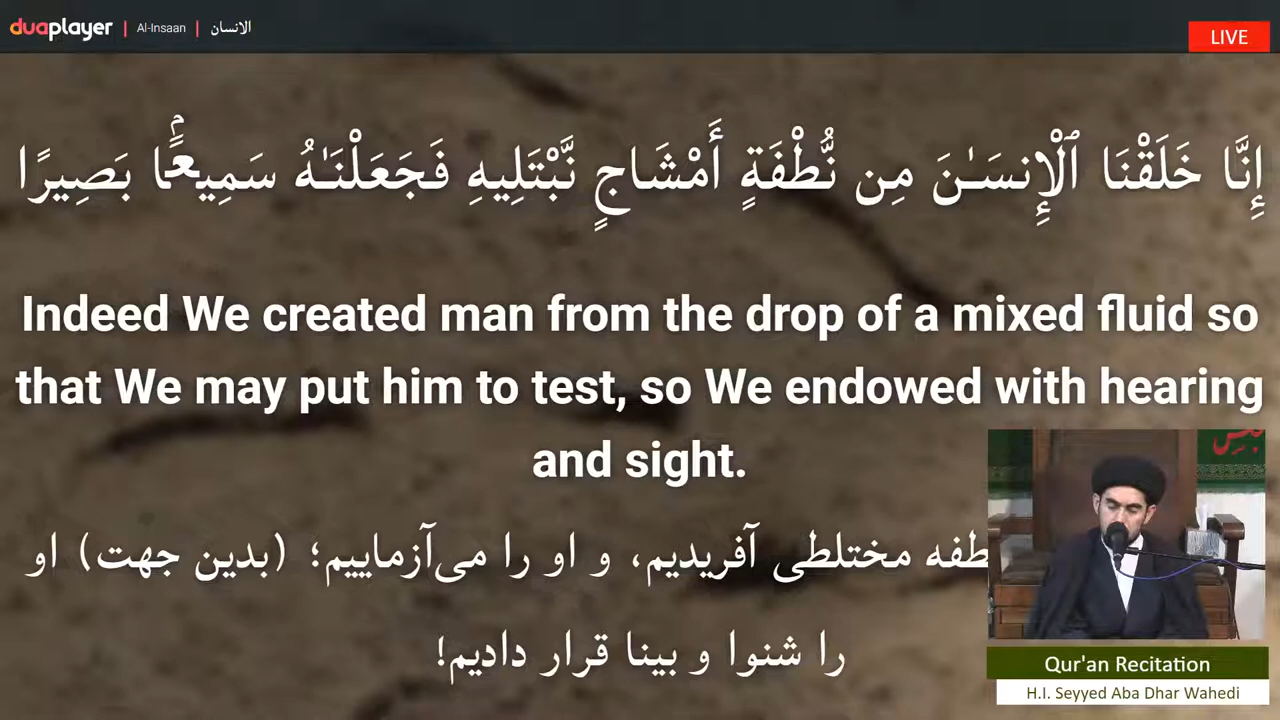 duaplayer | Al-Insaan | الانسان
LIVE
إِنَّا خَلَقْنَا ٱلْإِنسَـٰنَ مِن نُّطْفَةٍ أَمْشَاجٍ نَّبْتَلِيهِ فَجَعَلْنَـٰهُ سَمِيعًۢا بَصِيرًا
Indeed We created man from the drop of a mixed fluid so
that We may put him to test, so We endowed with hearing
and sight.
مختلطی آفریدیم، و او را می‌آزماییم؛ (بدین جهت) او
را شنوا و بینا قرار دادیم!
Qur'an Recitation
H.I. Seyyed Aba Dhar Wahedi